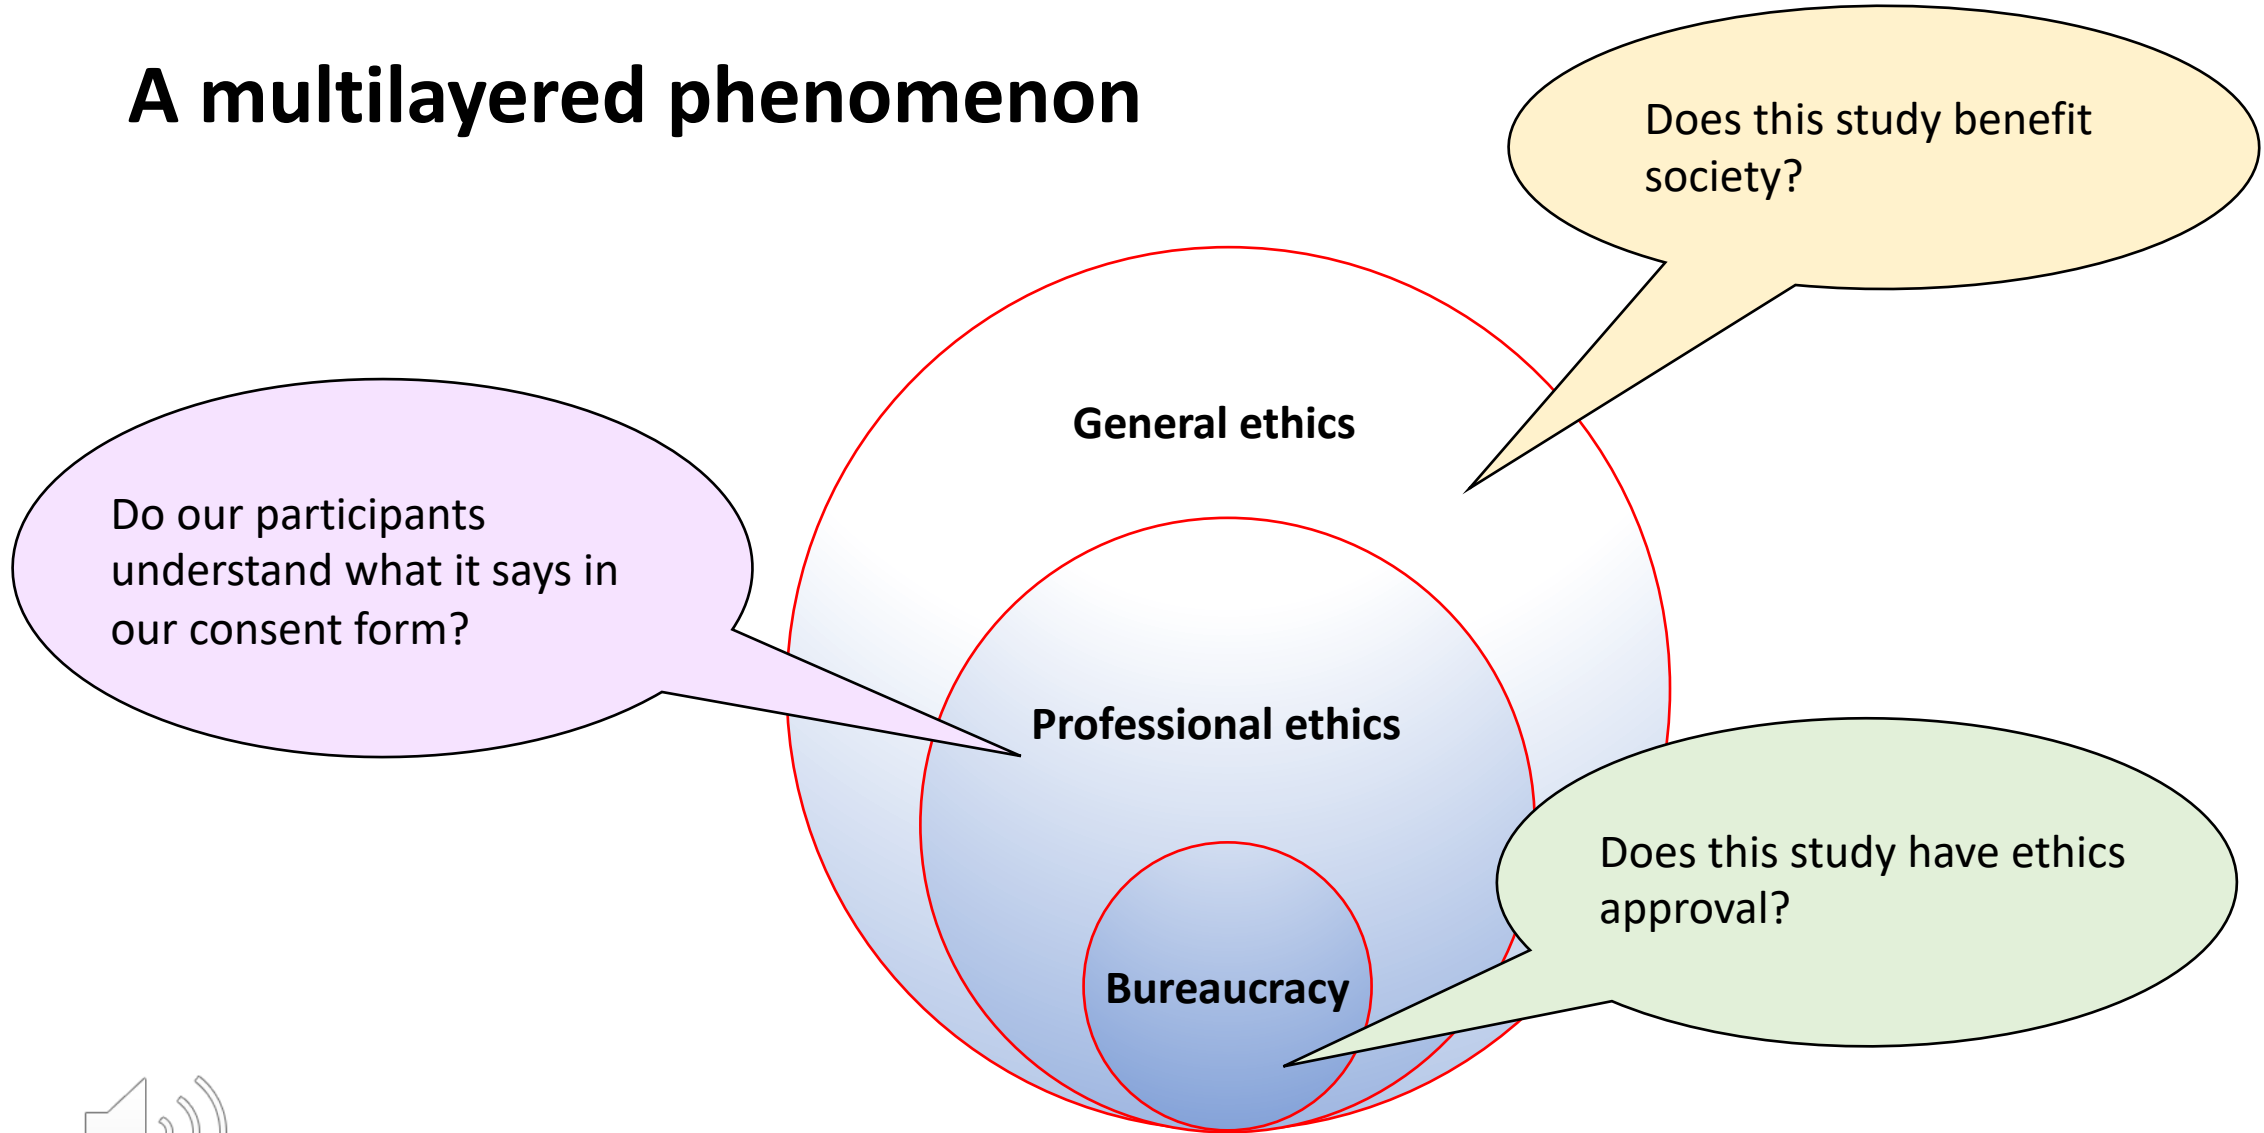 A multilayered phenomenon
Does this study benefit
society?
General ethics
Do our participants
understand what it says in
our consent form?
Professional ethics
Does this study have ethics
approval?
Bureaucracy